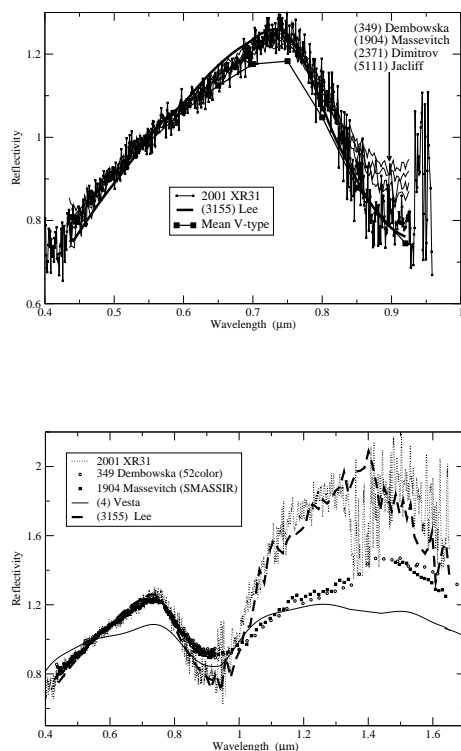 (349) Dembowska
(1904) Massevitch
(2371) Dimitrov
(5111) Jacliff
1.2
1
0.8
0.6
Reflectivity
2001 XR31
(3155) Lee
Mean V-type
0.4 0.5 0.6 0.7 0.8 0.9 1
Wavelength (μm)
2001 XR31
349 Dembowska (52color)
1904 Massevitch (SMASSIR)
(4) Vesta
(3155) Lee
2
1.6
1.2
0.8
Reflectivity
0.4 0.6 0.8 1 1.2 1.4 1.6
Wavelength (μm)